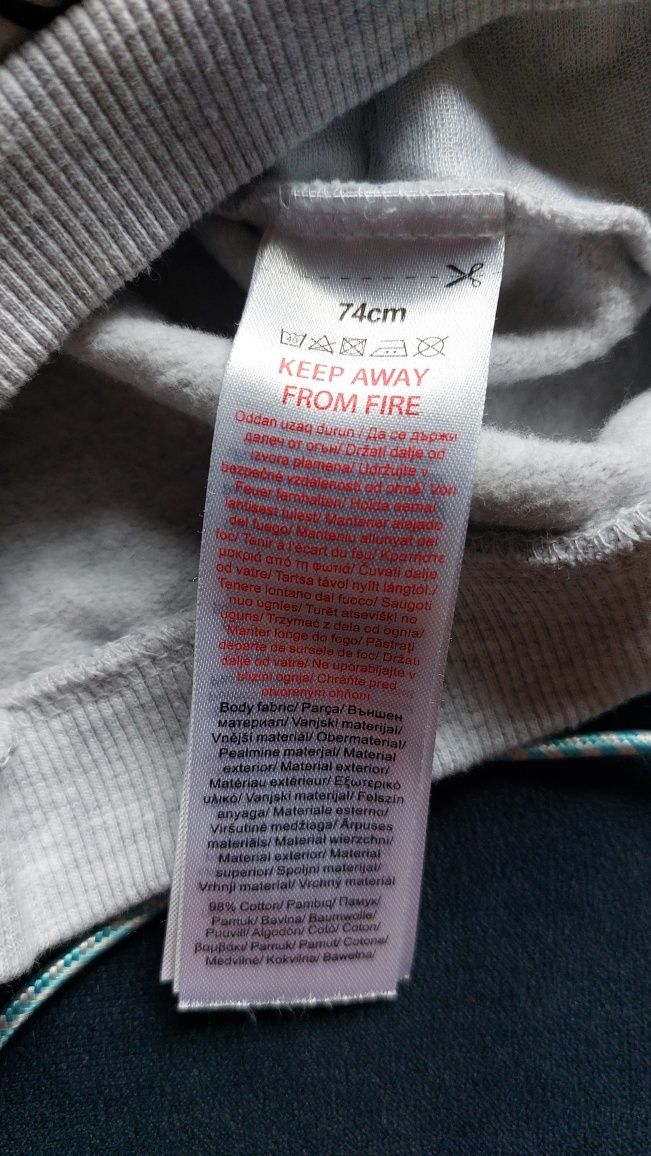 74cm
40
KEEP AWAY
FROM FIRE
Oddan uzaq durun / Да се държи
далеч от огън/ Držati dalje od
izvora plamena/ Udržujte v
bezpečné vzdálenosti od ohně/ Von
Feuer fernhalten/ Hoida eemal
lahtisest tulest/ Mantener alejado
del fuego/ Manteniu allunyat del
foc/ Tenir à l'écart du feu/ Κρατήστε
μακριά από τη φωτιά/ Čuvati dalje
od vatre/ Tartsa távol nyílt lángtól./
Tenere lontano dal fuoco/ Saugoti
nuo ugnies/ Turēt atsevišķi no
uguns/ Trzymać z dala od ognia/
Manter longe do fogo/ Păstrați
departe de sursele de foc/ Držati
dalje od vatre/ Ne uporabljajte v
bližini ognja/ Chráňte pred
otvoreným ohňom
Body fabric/ Parça/ Външен
материал/ Vanjski materijal/
Vnější materiál/ Obermaterial/
Pealmine materjal/ Material
exterior/ Material exterior/
Matériau extérieur/ Εξωτερικό
υλικό/ Vanjski materijal/ Felszín
anyaga/ Materiale esterno/
Viršutinė medžiaga/ Ārpuses
materiāls/ Materiał wierzchni/
Material exterior/ Material
superior/ Spoljni materijal/
Vrhnji material/ Vrchný materiál
98% Cotton/ Pambıq/ Памук/
Pamuk/ Bavlna/ Baumwolle/
Puuvill/ Algodón/ Cotó/ Coton/
βαμβάκι/ Pamuk/ Pamut/ Cotone/
Medvilnė/ Kokvilna/ Bawełna/